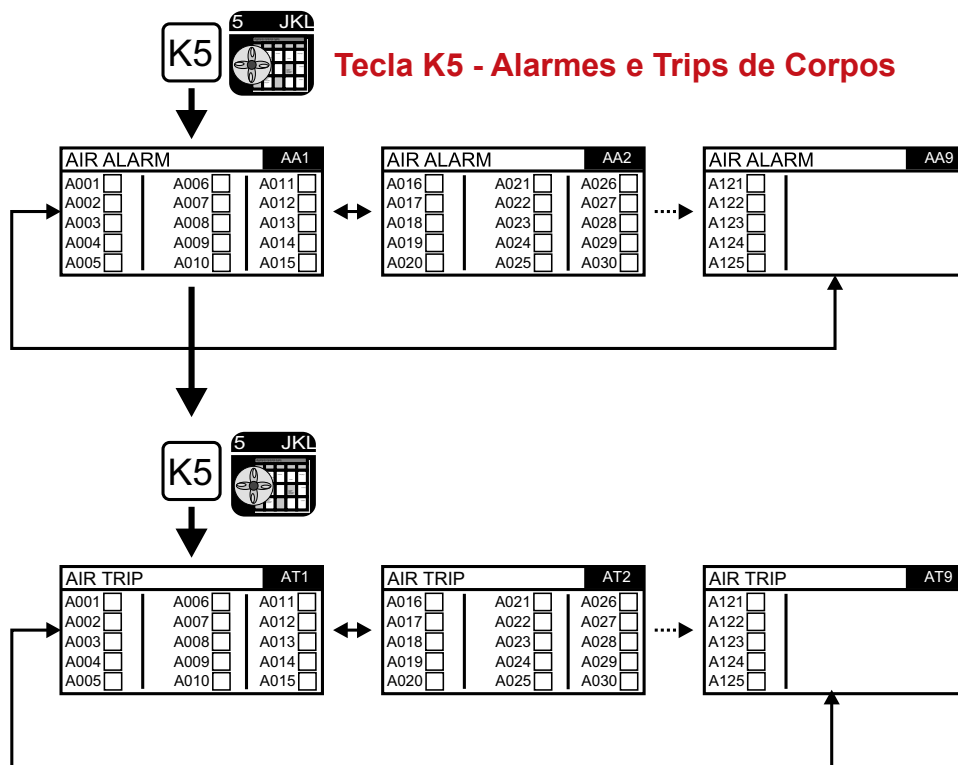 5 JKL
K5
Tecla K5 - Alarmes e Trips de Corpos
AIR ALARM AA1
A001 A006 A011
A002 A007 A012
A003 A008 A013
A004 A009 A014
A005 A010 A015
AIR ALARM AA2
A016 A021 A026
A017 A022 A027
A018 A023 A028
A019 A024 A029
A020 A025 A030
AIR ALARM AA9
A121
A122
A123
A124
A125
5 JKL
K5
AIR TRIP AT1
A001 A006 A011
A002 A007 A012
A003 A008 A013
A004 A009 A014
A005 A010 A015
AIR TRIP AT2
A016 A021 A026
A017 A022 A027
A018 A023 A028
A019 A024 A029
A020 A025 A030
AIR TRIP AT9
A121
A122
A123
A124
A125